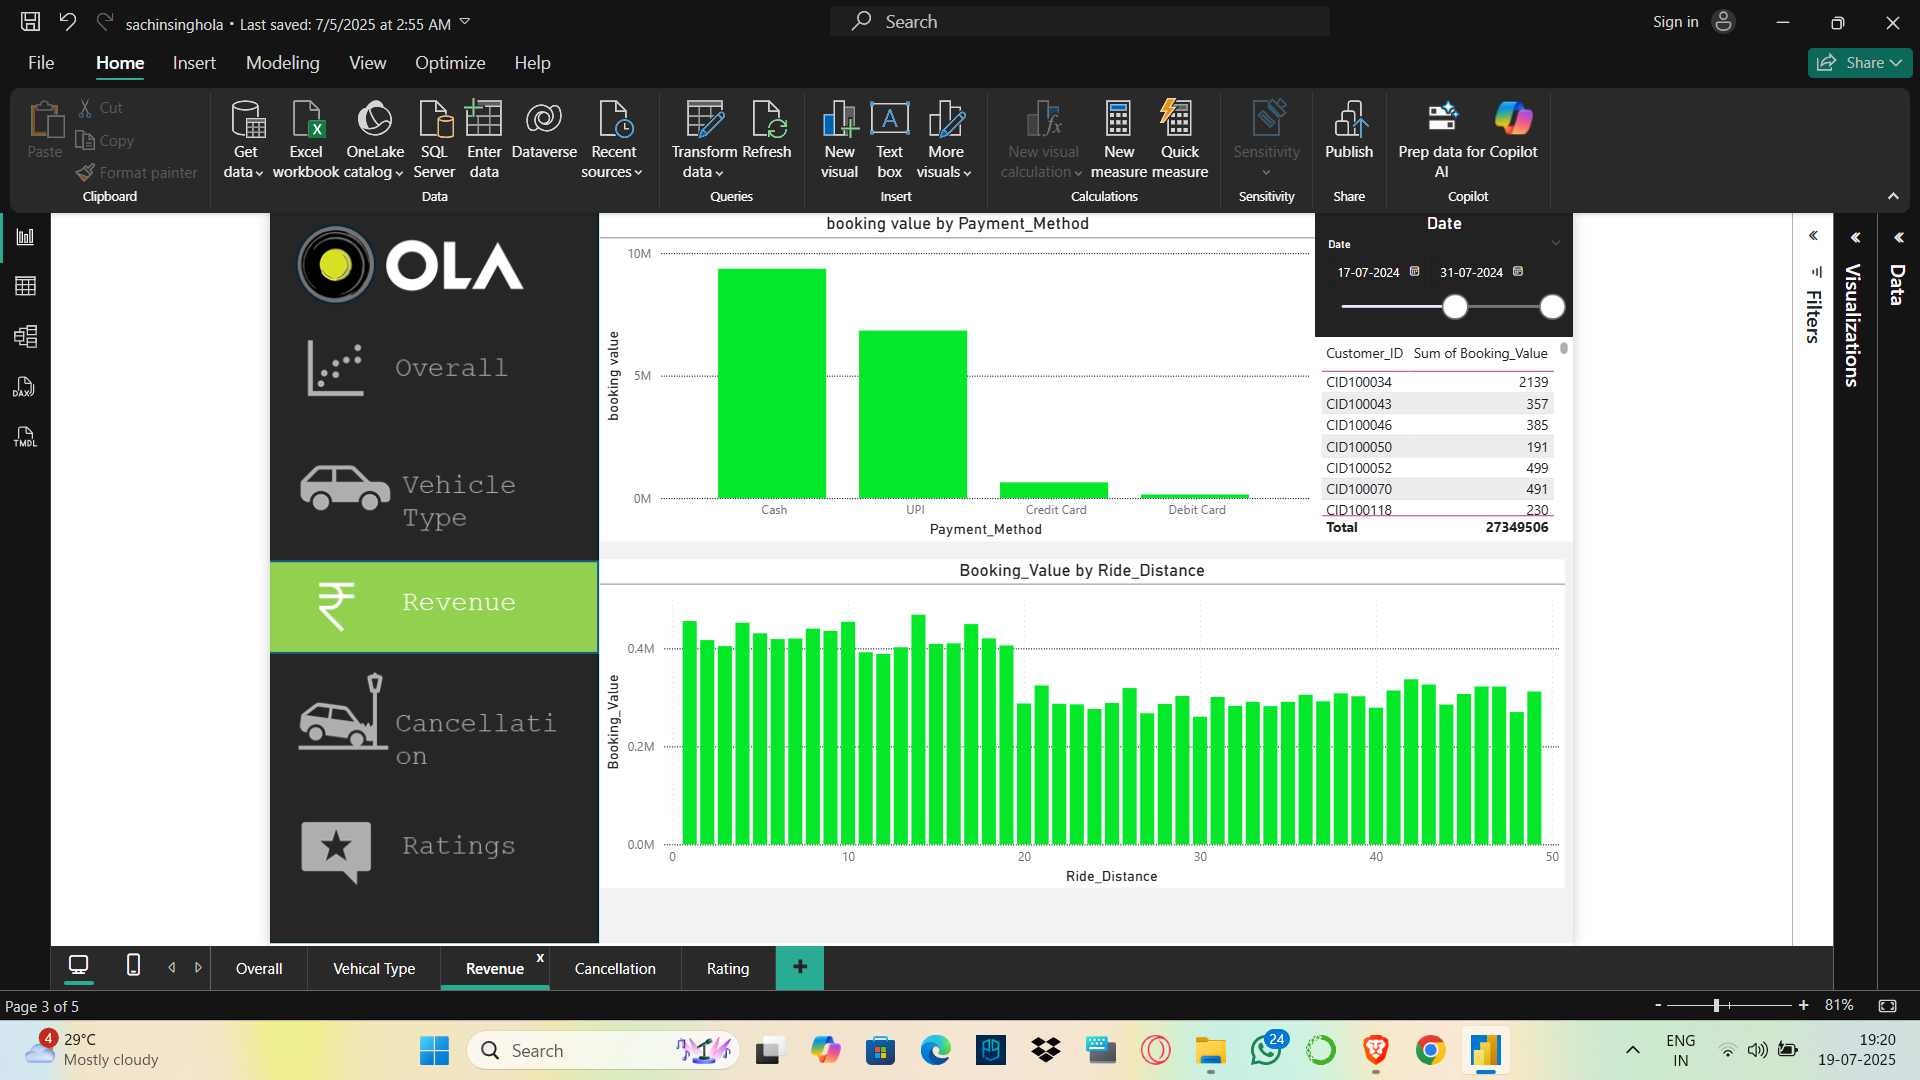 sachinsinghola • Last saved: 7/5/2025 at 2:55 AM
Search
Sign in
File Home Insert Modeling View Optimize Help
Share
Paste
Cut
Copy
Format painter
Clipboard
Get data
Excel workbook
OneLake catalog
SQL Server
Enter data
Dataverse
Recent sources
Data
Transform data
Refresh
Queries
New visual
Text box
More visuals
Insert
New visual calculation
New measure
Quick measure
Calculations
Sensitivity
Sensitivity
Publish
Share
Prep data for AI
Copilot
Copilot
DAX
TMDL
OLA
Overall
Vehicle
Type
₹ Revenue
Cancellati
on
Ratings
booking value by Payment_Method
booking value
10M
5M
0M
Cash UPI Credit Card Debit Card
Payment_Method
Date
Date
17-07-2024 31-07-2024
Customer_ID Sum of Booking_Value
CID100034 2139
CID100043 357
CID100046 385
CID100050 191
CID100052 499
CID100070 491
CID100118 230
Total 27349506
Booking_Value by Ride_Distance
Booking_Value
0.4M
0.2M
0.0M
0 10 20 30 40 50
Ride_Distance
Filters
Visualizations
Data
Overall Vehical Type Revenue x Cancellation Rating +
Page 3 of 5
- + 81%
4
29°C
Mostly cloudy
Search
24
ENG
IN
19:20
19-07-2025